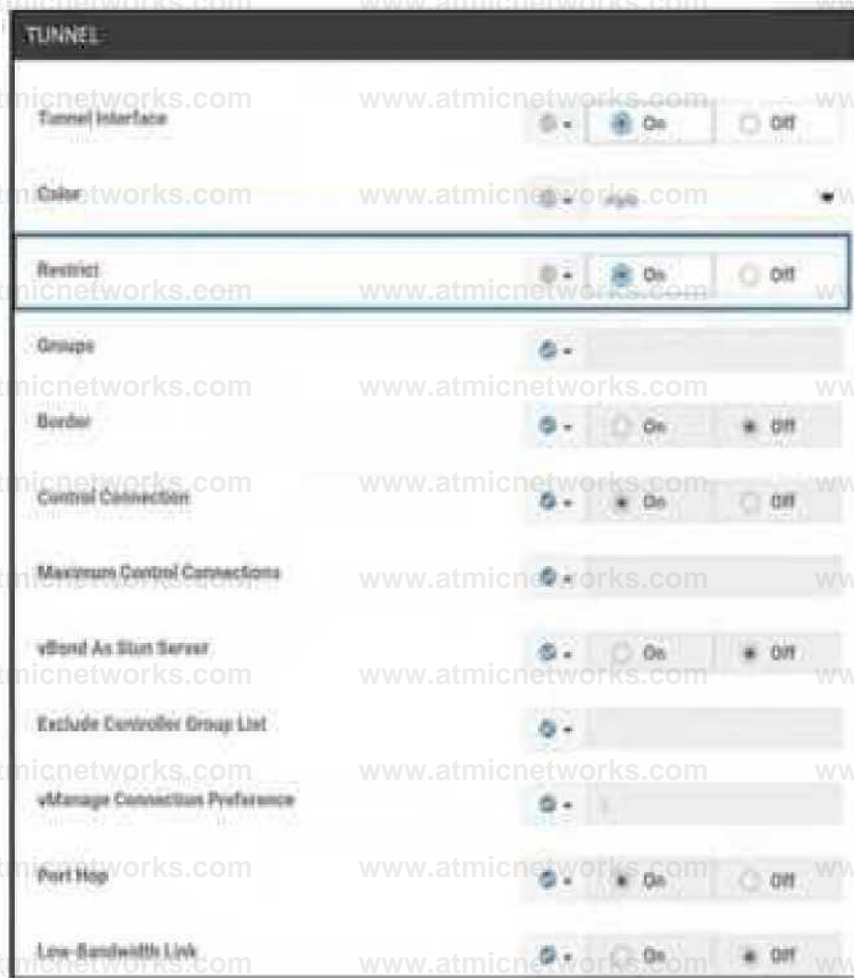 TUNNEL
Tunnel Interface On Off
Color mpls
Restrict On Off
Groups
Border On Off
Control Connection On Off
Maximum Control Connections
vBond As Stun Server On Off
Exclude Controller Group List
vManage Connection Preference
Port Hop On Off
Low-Bandwidth Link On Off
www.atmicnetworks.com